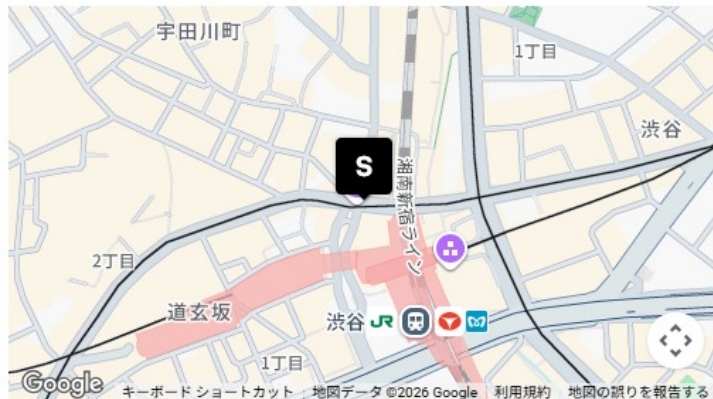 宇田川町
1丁目
渋谷
S
湘南新宿ライン
2丁目
道玄坂
渋谷 JR
1丁目
Google
キーボード ショートカット
地図データ ©2026 Google
利用規約
地図の誤りを報告する